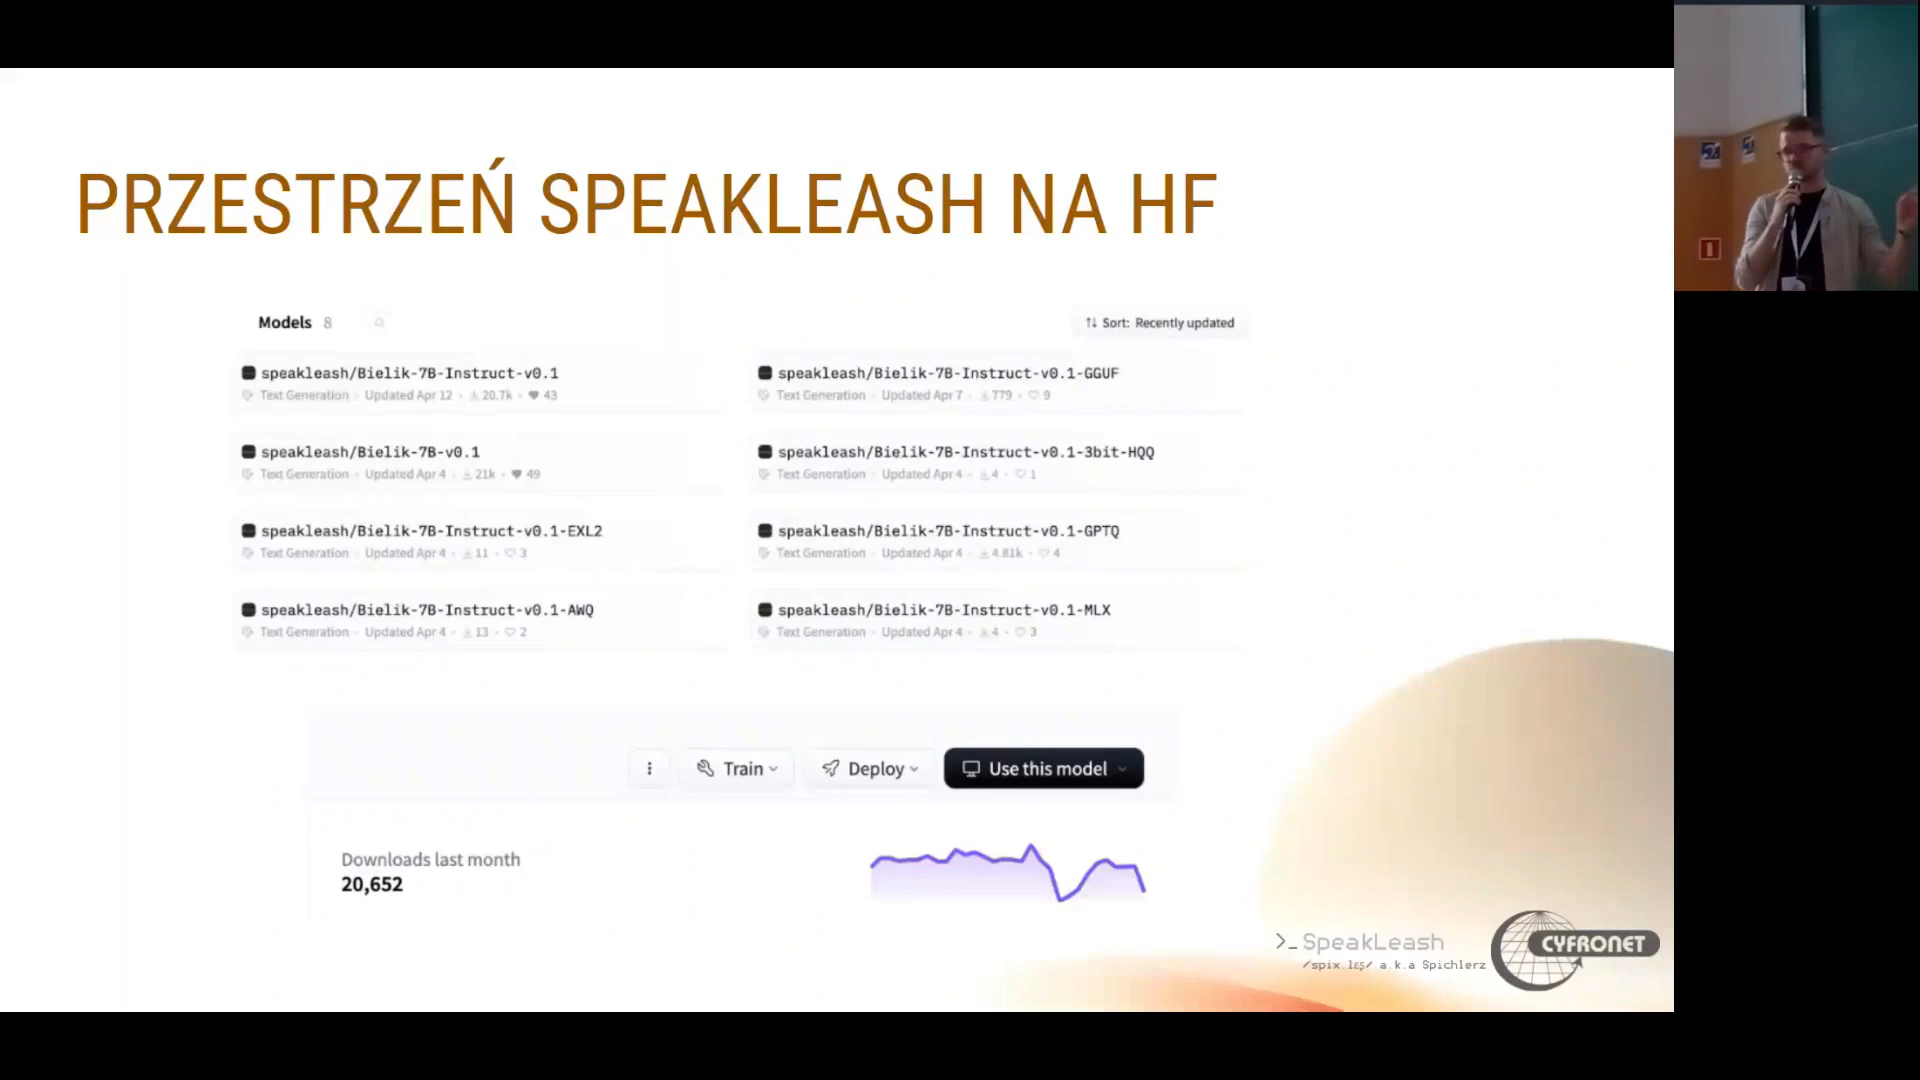 PRZESTRZEŃ SPEAKLEASH NA HF
Models 8
Sort: Recently updated
speakleash/Bielik-7B-Instruct-v0.1
Text Generation · Updated Apr 12 · 20.7k · 43
speakleash/Bielik-7B-Instruct-v0.1-GGUF
Text Generation · Updated Apr 7 · 779 · 9
speakleash/Bielik-7B-v0.1
Text Generation · Updated Apr 4 · 21k · 49
speakleash/Bielik-7B-Instruct-v0.1-3bit-HQQ
Text Generation · Updated Apr 4 · 4 · 1
speakleash/Bielik-7B-Instruct-v0.1-EXL2
Text Generation · Updated Apr 4 · 11 · 3
speakleash/Bielik-7B-Instruct-v0.1-GPTQ
Text Generation · Updated Apr 4 · 4.81k · 4
speakleash/Bielik-7B-Instruct-v0.1-AWQ
Text Generation · Updated Apr 4 · 13 · 2
speakleash/Bielik-7B-Instruct-v0.1-MLX
Text Generation · Updated Apr 4 · 4 · 3
Train
Deploy
Use this model
Downloads last month
20,652
>_SpeakLeash
/spix.lɛʂ/ a.k.a Spichlerz
CYFRONET